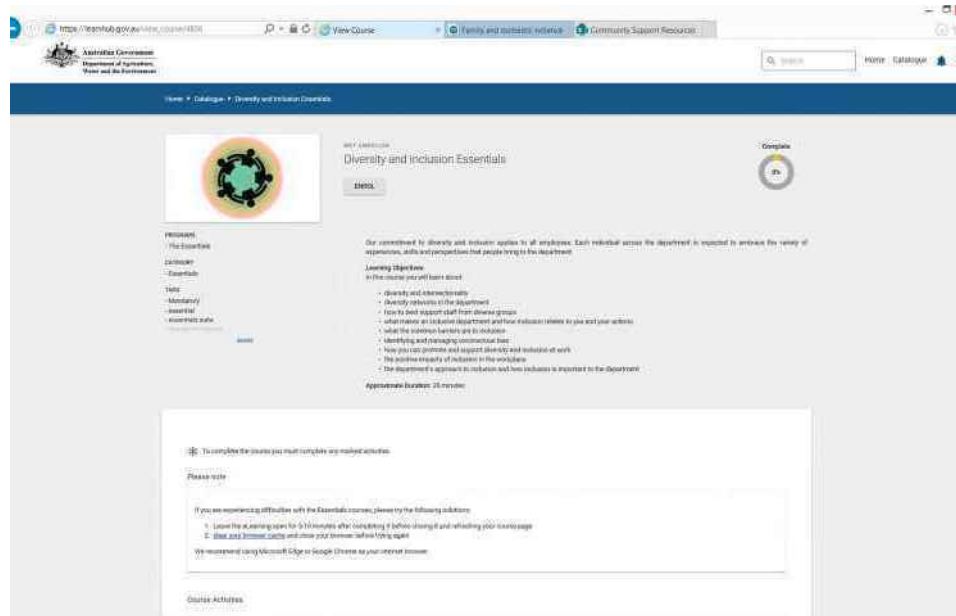 View Course
Family and domestic violence
Community Support Resources
Australian Government
Department of Agriculture,
Water and the Environment
Home Catalogue
Home Catalogue Diversity and Inclusion Essentials
Diversity and Inclusion Essentials
ENROL
Complete
0%
PROGRAMS
- The Essentials
CATEGORY
- Essentials
TAGS
- Mandatory
- essential
- essentials suite
Our commitment to diversity and inclusion applies to all employees. Each individual across the department is expected to embrace the variety of
experiences, skills and perspectives that people bring to the department.
Learning Objectives
In this course you will learn about:
• diversity and intersectionality
• diversity networks in the department
• how to best support staff from diverse groups
• what makes an inclusive department and how inclusion relates to you and your actions
• what the common barriers are to inclusion
• identifying and managing unconscious bias
• how you can promote and support diversity and inclusion at work
• the positive impacts of inclusion in the workplace
• the department's approach to inclusion and how inclusion is important to the department
Approximate Duration: 25 minutes
To complete the course you must complete any marked activities.
Please note
If you are experiencing difficulties with the Essentials courses, please try the following solutions:
1. Leave the eLearning open for 5-10 minutes after completing it before closing it and refreshing your course page
2. clear your browser cache and close your browser before trying again
We recommend using Microsoft Edge or Google Chrome as your internet browser.
Course Activities